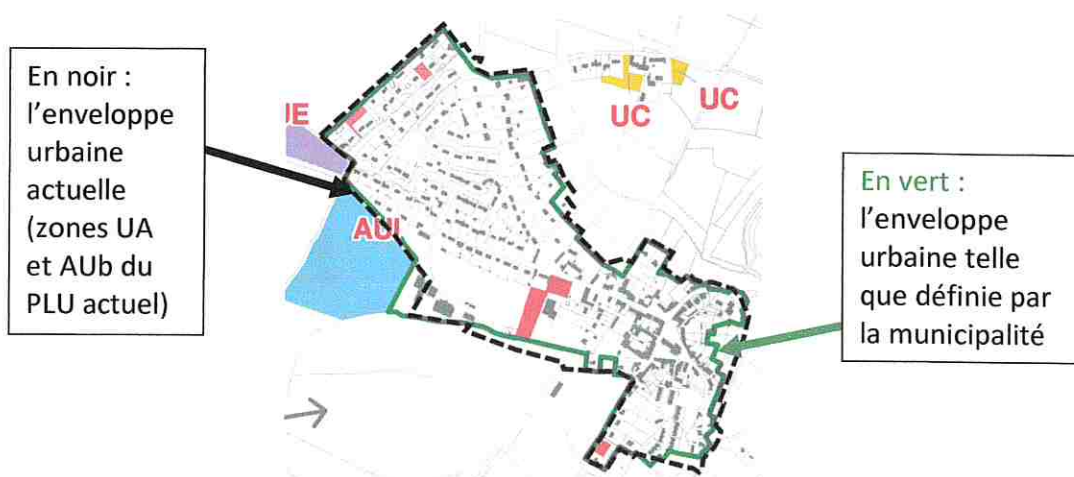 En noir :
l'enveloppe
urbaine
actuelle
(zones UA
et AUb du
PLU actuel)
UE
AUI
UC
UC
En vert :
l'enveloppe
urbaine telle
que définie par
la municipalité